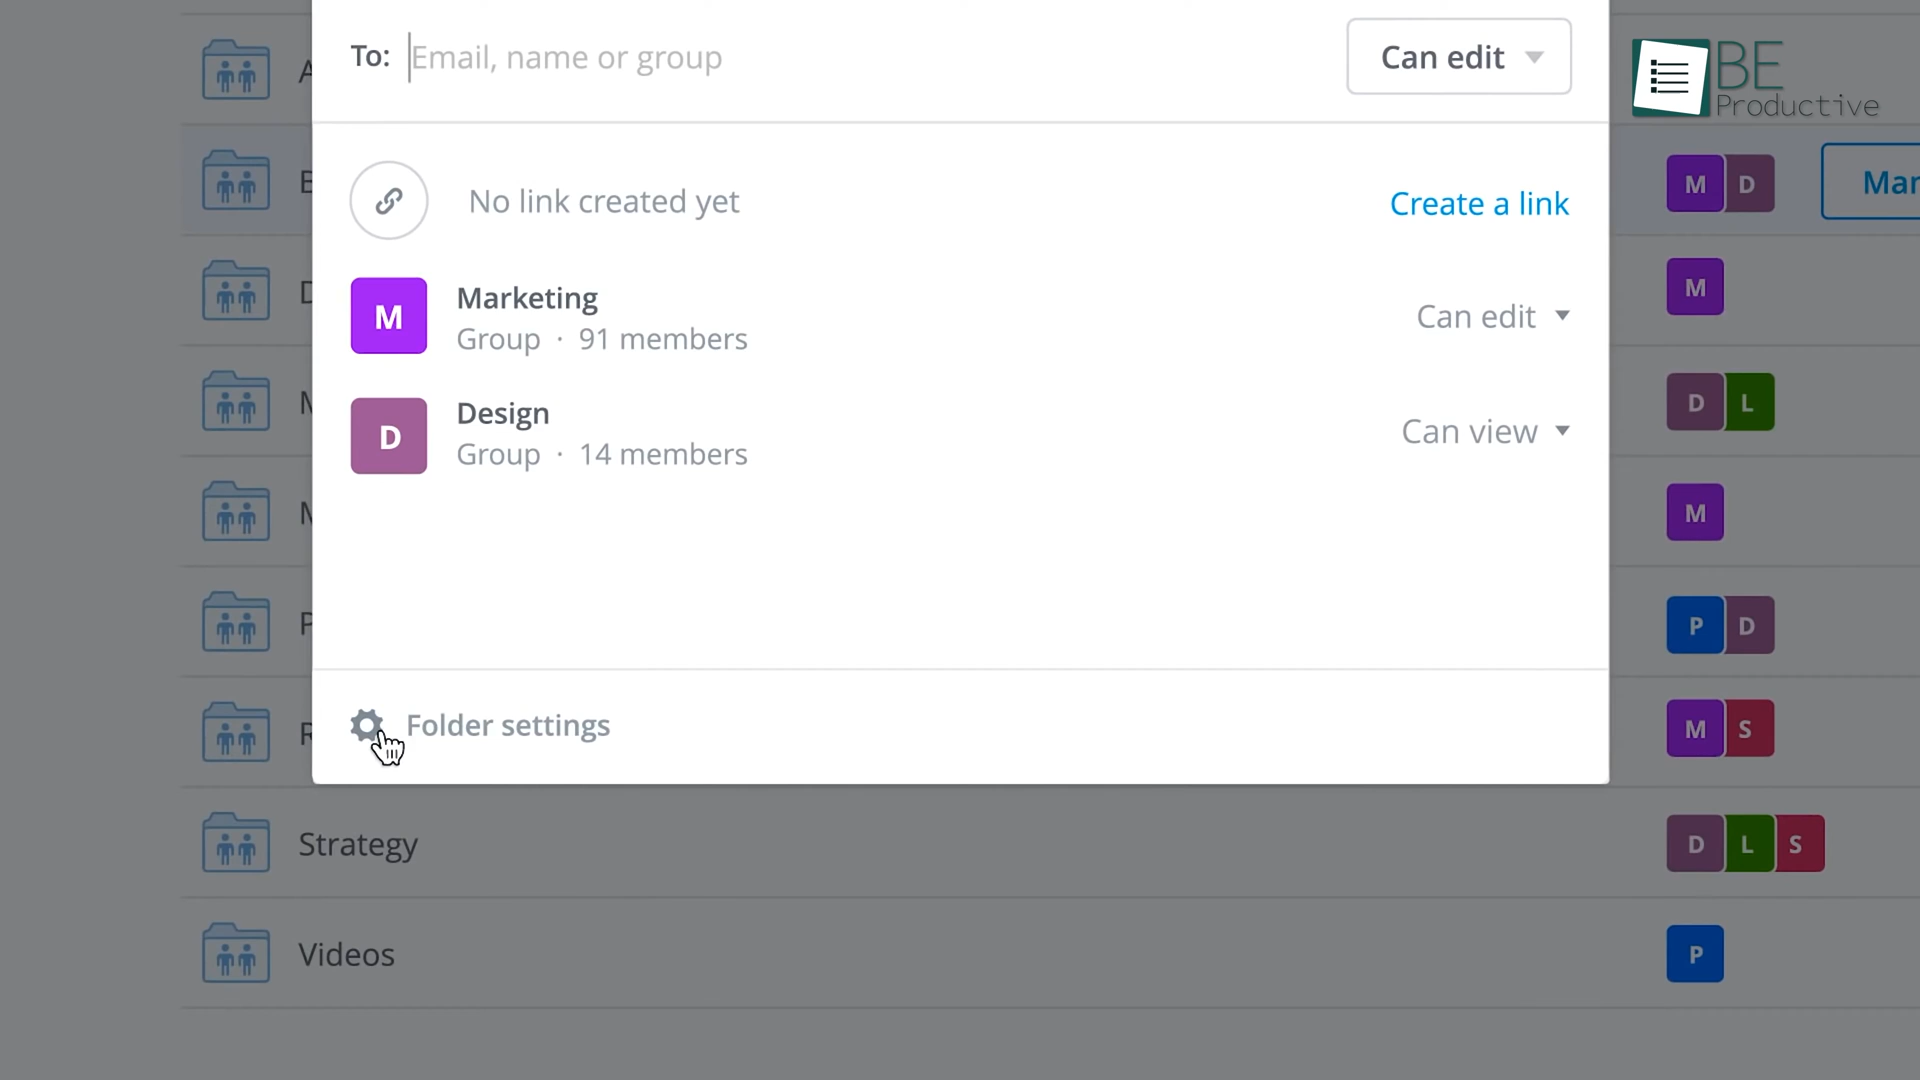 To: Email, name or group
Can edit
BE
Productive
No link created yet
Create a link
M
Marketing
Group · 91 members
Can edit
D
Design
Group · 14 members
Can view
Folder settings
A
B
M D
Mar
D
M
M
D L
M
M
P
P D
R
M S
Strategy
D L S
Videos
P